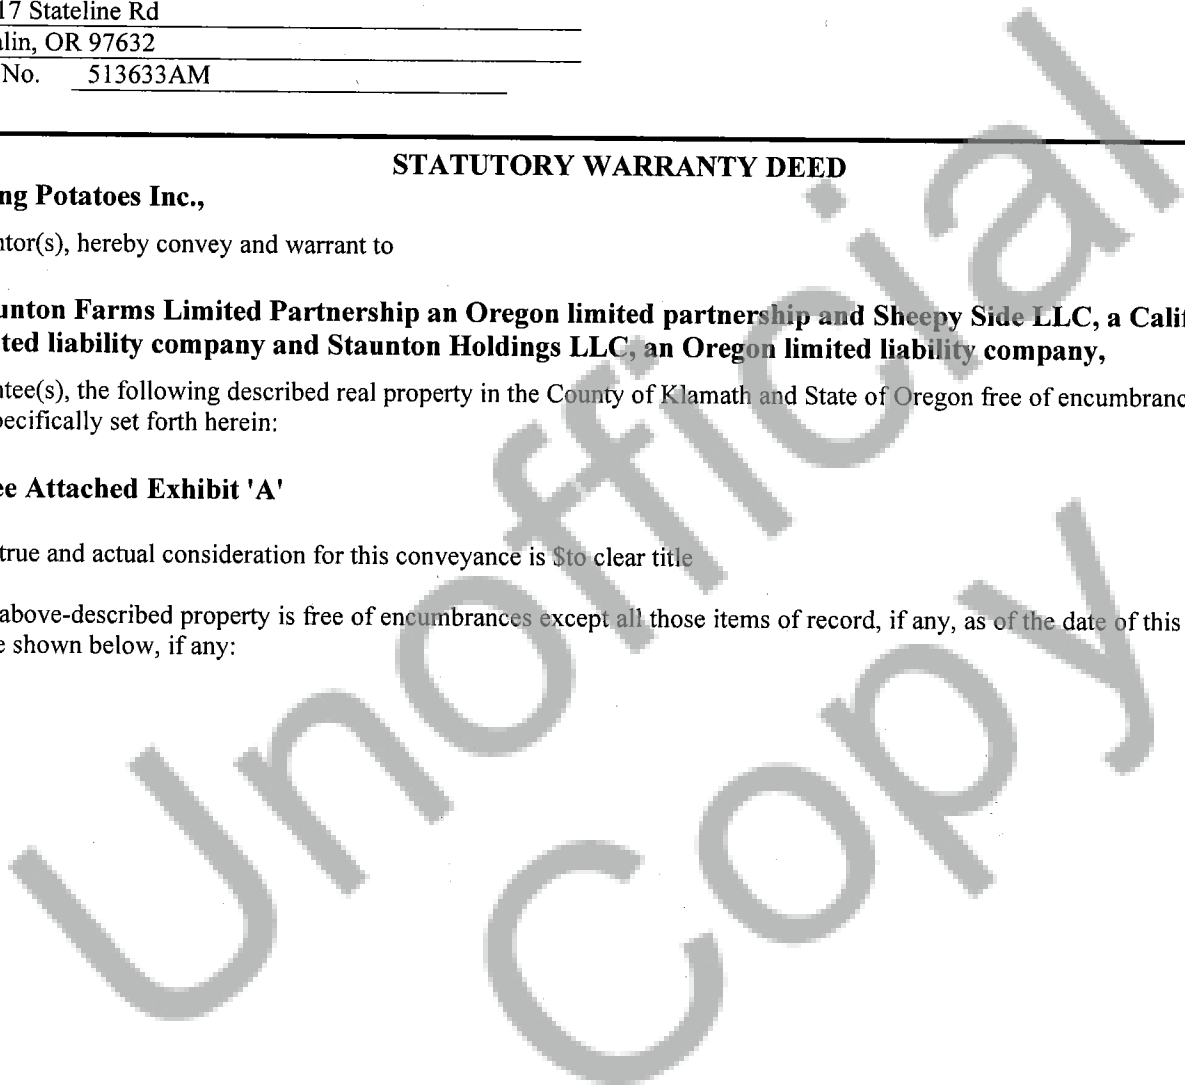 17 Stateline Rd
lin, OR 97632
No. 513633AM
STATUTORY WARRANTY DEED
ng Potatoes Inc.,
ntor(s), hereby convey and warrant to
unton Farms Limited Partnership an Oregon limited partnership and Sheepy Side LLC, a Calif
ted liability company and Staunton Holdings LLC, an Oregon limited liability company,
ntee(s), the following described real property in the County of Klamath and State of Oregon free of encumbranc
pecifically set forth herein:
ee Attached Exhibit 'A'
true and actual consideration for this conveyance is $to clear title
above-described property is free of encumbrances except all those items of record, if any, as of the date of this
e shown below, if any:
Unofficial
Copy